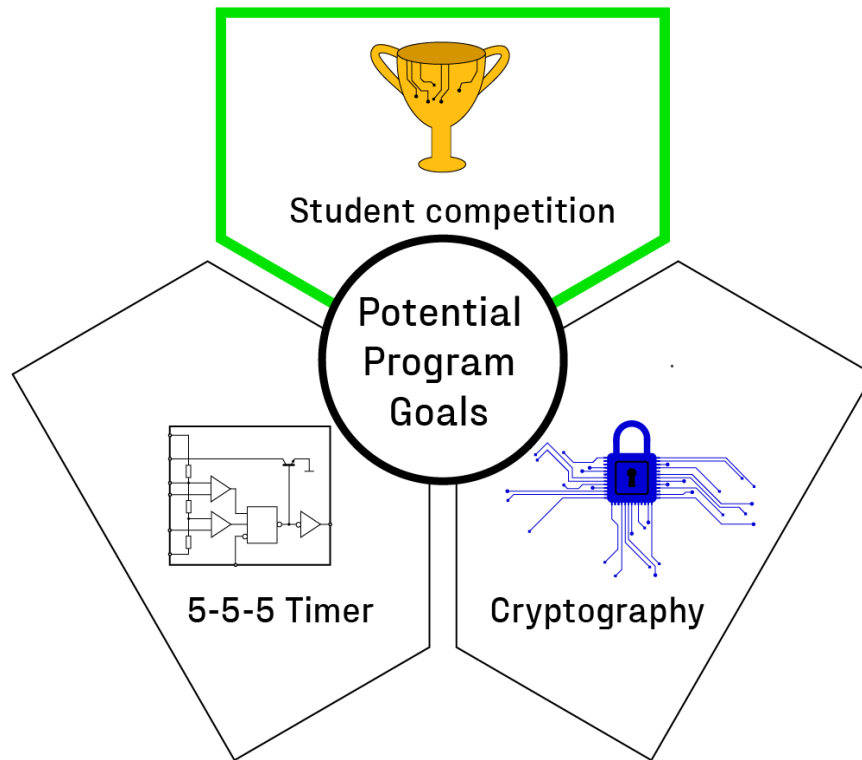 Student competition
Potential
Program
Goals
5-5-5 Timer
Cryptography